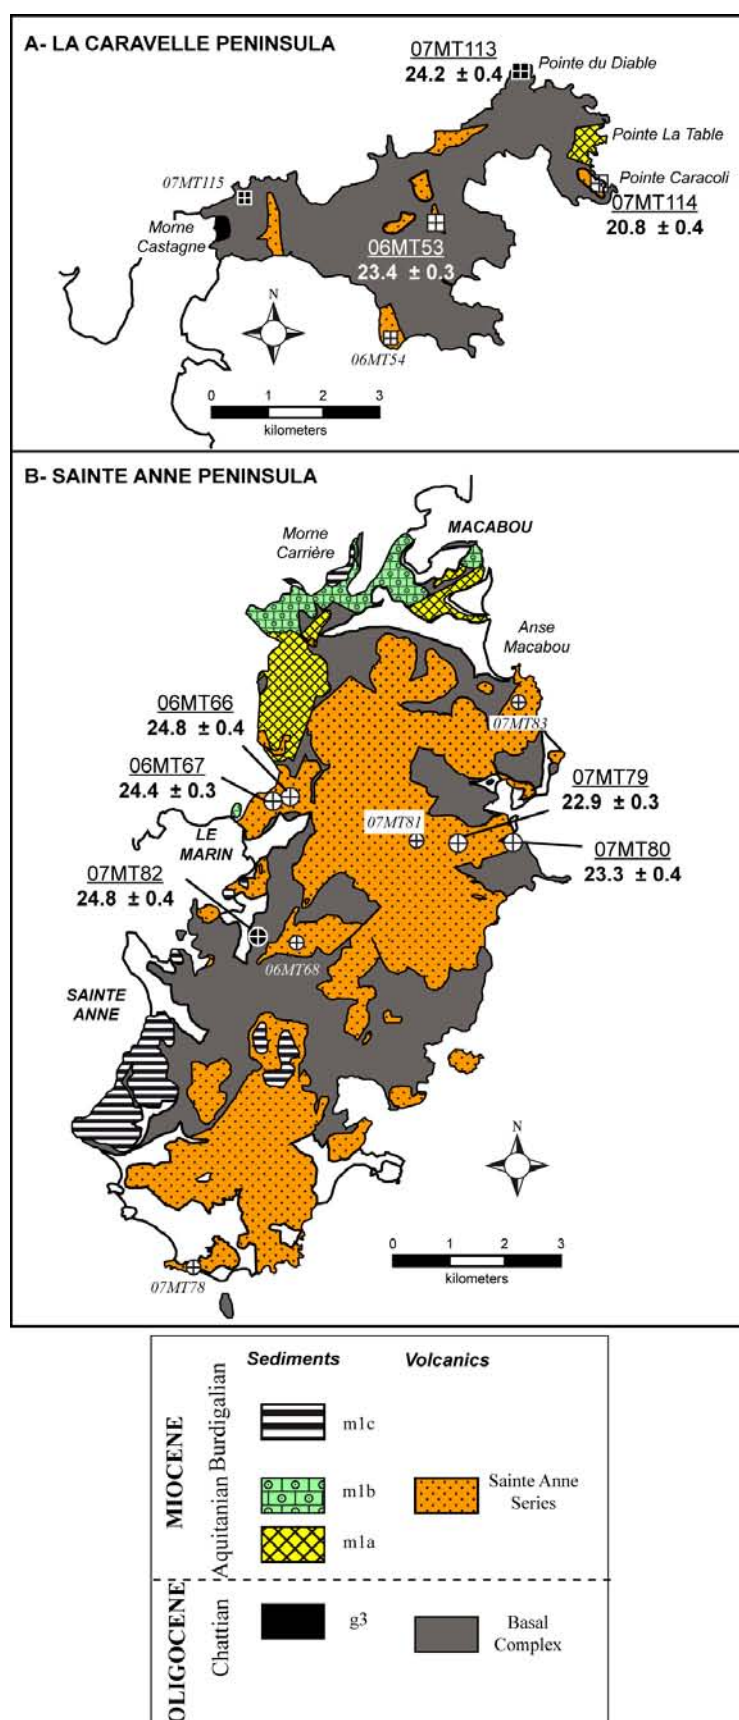 A- LA CARAVELLE PENINSULA
07MT113
24.2 ± 0.4
Pointe du Diable
Pointe La Table
07MT115
Pointe Caracoli
07MT114
20.8 ± 0.4
Morne
Castagne
06MT53
23.4 ± 0.3
N
06MT54
0 1 2 3
kilometers
B- SAINTE ANNE PENINSULA
Morne
Carrière
MACABOU
Anse
Macabou
06MT66
24.8 ± 0.4
07MT83
06MT67
24.4 ± 0.3
07MT79
22.9 ± 0.3
07MT81
LE
MARIN
07MT80
23.3 ± 0.4
07MT82
24.8 ± 0.4
06MT68
SAINTE
ANNE
N
0 1 2 3
kilometers
07MT78
Sediments Volcanics
MIOCENE
Burdigalian
m1c
Aquitanian
m1b
Sainte Anne
Series
m1a
OLIGOCENE
Chattian
g3
Basal
Complex